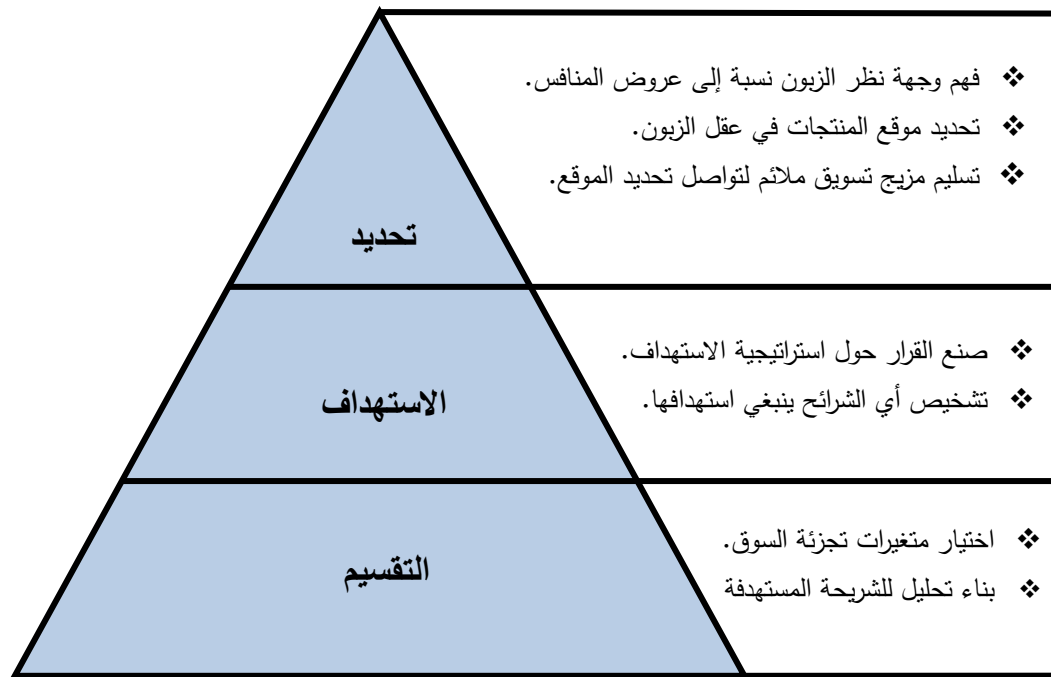 ❖ فهم وجهة نظر الزبون نسبة إلى عروض المنافس.
❖ تحديد موقع المنتجات في عقل الزبون.
❖ تسليم مزيج تسويق ملائم لتواصل تحديد الموقع.
تحديد
❖ صنع القرار حول استراتيجية الاستهداف.
❖ تشخيص أي الشرائح ينبغي استهدافها.
الاستهداف
❖ اختيار متغيرات تجزئة السوق.
❖ بناء تحليل للشريحة المستهدفة
التقسيم